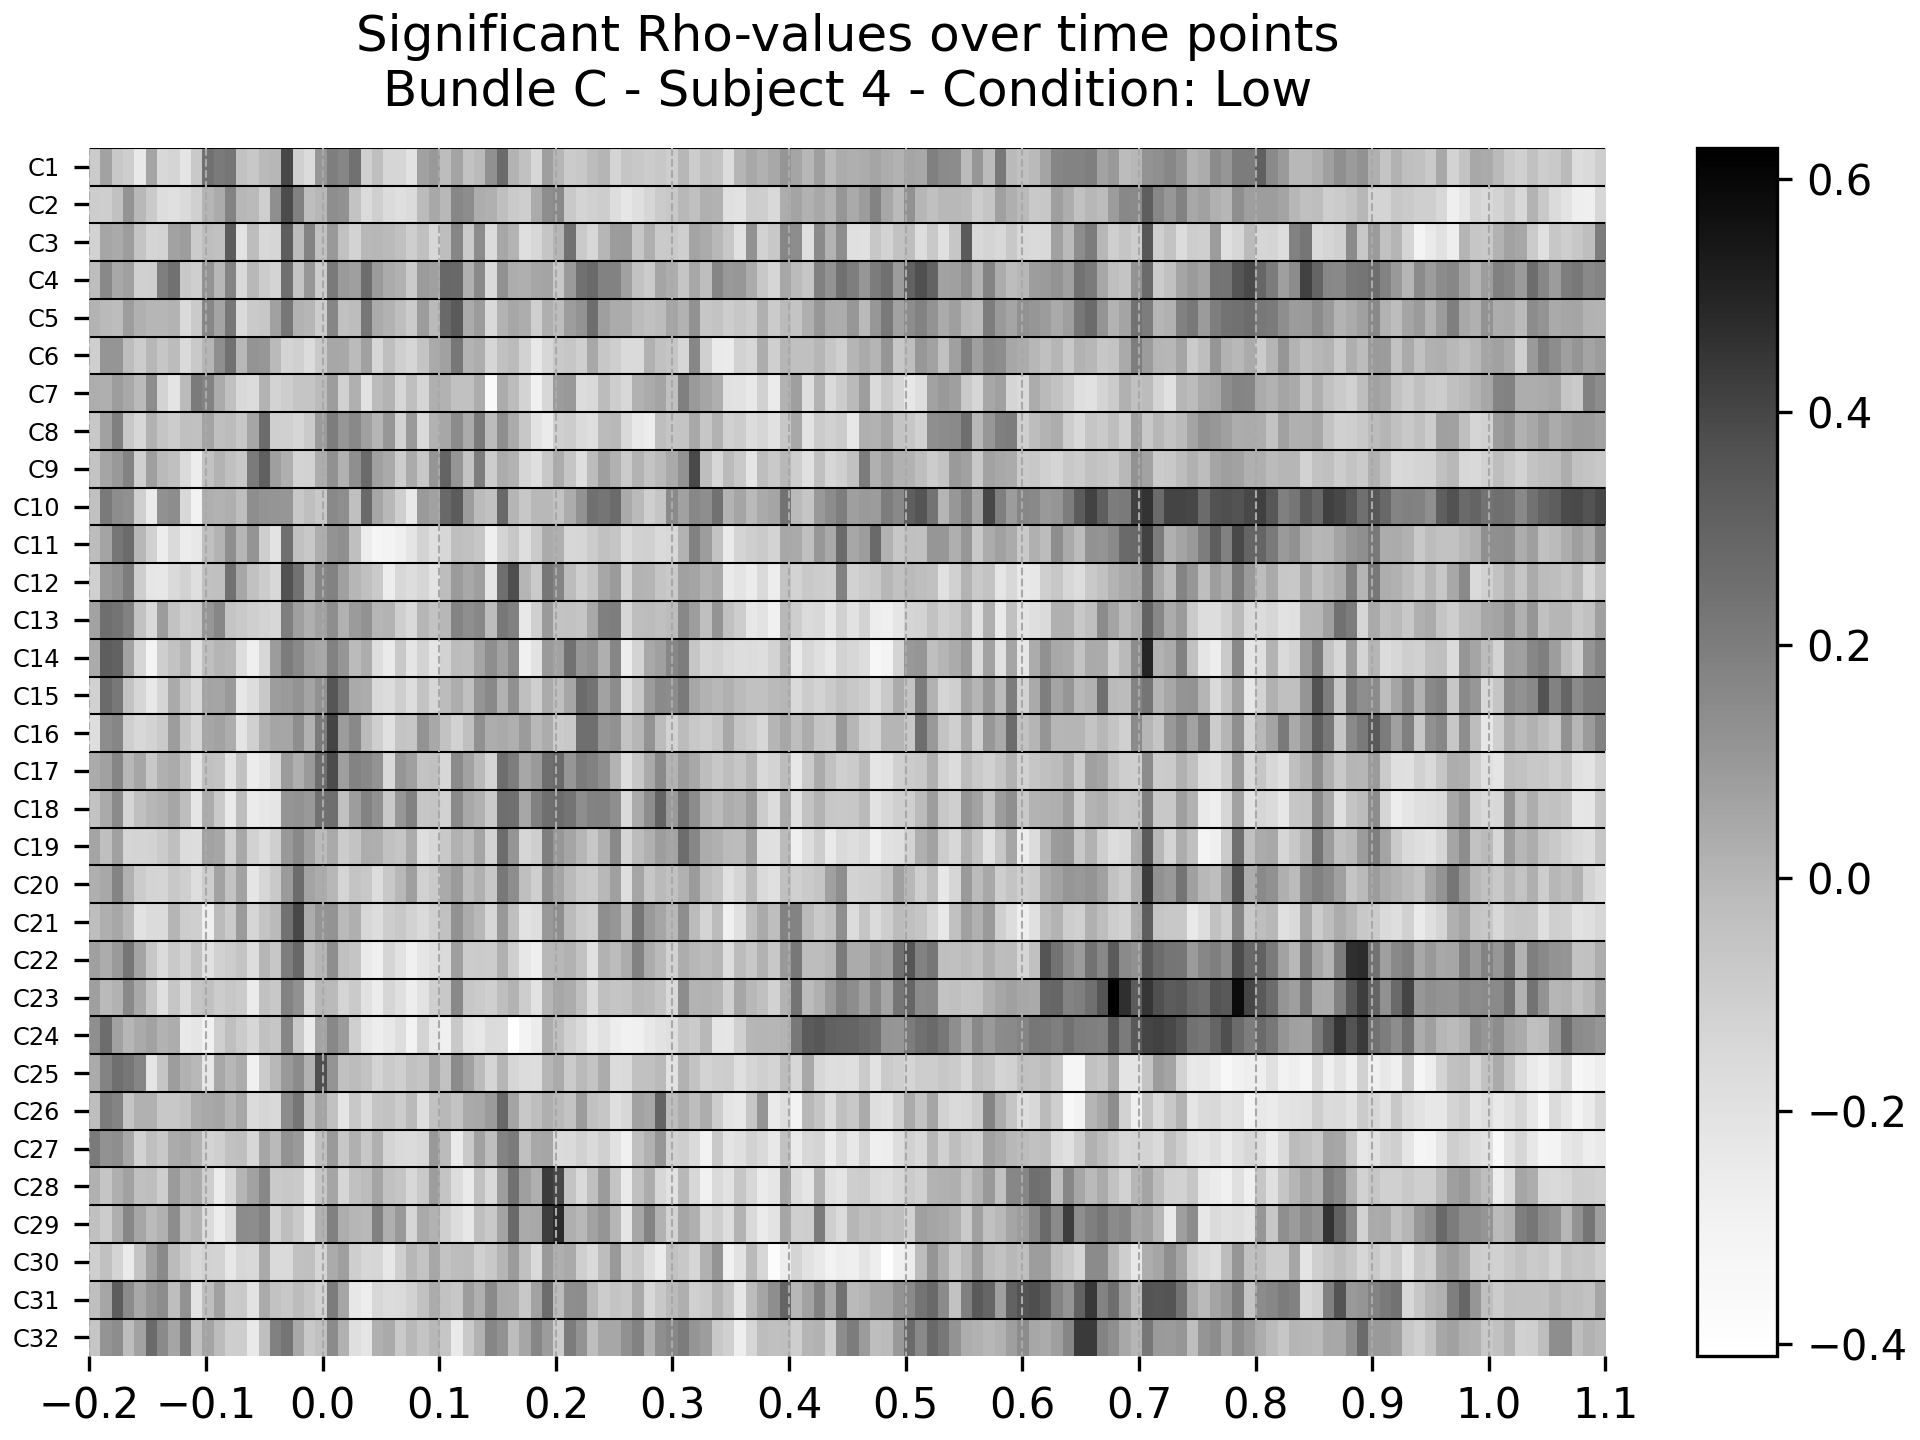 Significant Rho-values over time points
Bundle C - Subject 4 - Condition: Low
C1
C2
C3
C4
C5
C6
C7
C8
C9
C10
C11
C12
C13
C14
C15
C16
C17
C18
C19
C20
C21
C22
C23
C24
C25
C26
C27
C28
C29
C30
C31
C32
−0.2 −0.1 0.0 0.1 0.2 0.3 0.4 0.5 0.6 0.7 0.8 0.9 1.0 1.1
0.6
0.4
0.2
0.0
−0.2
−0.4